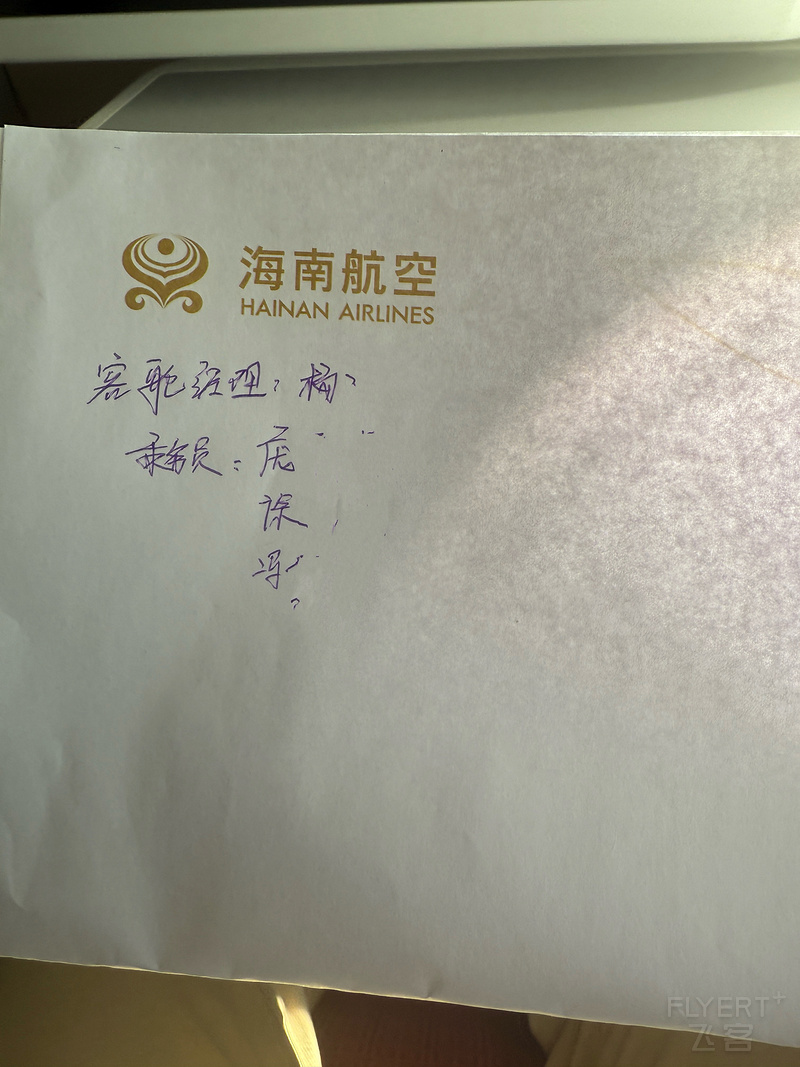 海南航空
HAINAN AIRLINES
客舱经理：杨
乘务员：庞
徐
冯
FLYERT+
飞客